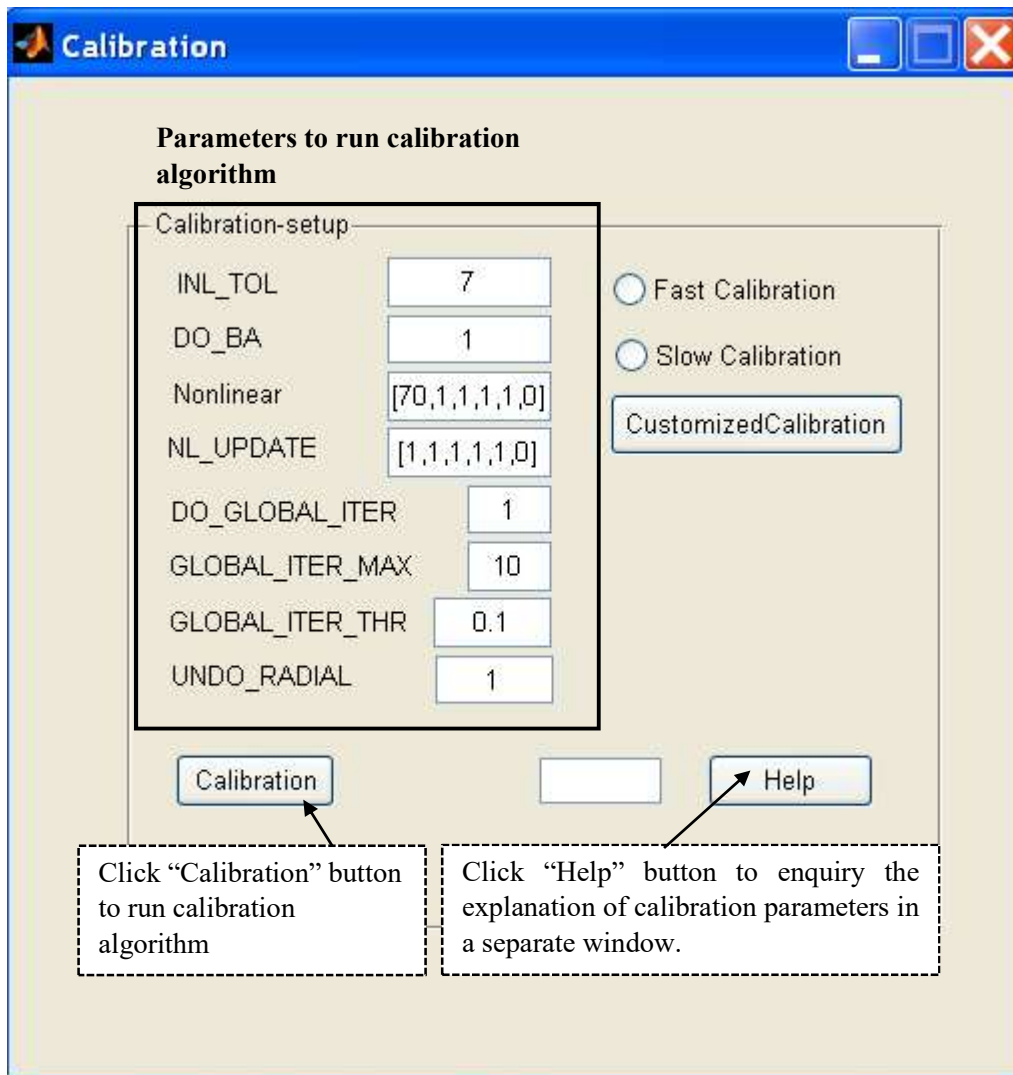 Calibration
Parameters to run calibration
algorithm
Calibration-setup
INL_TOL 7
DO_BA 1
Nonlinear [70,1,1,1,1,0]
NL_UPDATE [1,1,1,1,1,0]
DO_GLOBAL_ITER 1
GLOBAL_ITER_MAX 10
GLOBAL_ITER_THR 0.1
UNDO_RADIAL 1
Fast Calibration
Slow Calibration
CustomizedCalibration
Calibration
Help
Click “Calibration” button
to run calibration
algorithm
Click “Help” button to enquiry the
explanation of calibration parameters in
a separate window.